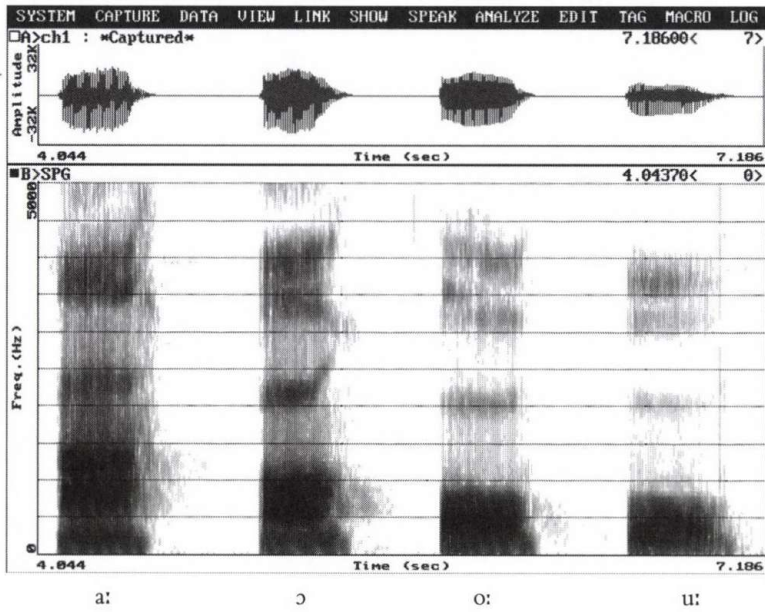 SYSTEM CAPTURE DATA VIEW LINK SHOW SPEAK ANALYZE EDIT TAG MACRO LOG
A>ch1 : *Captured* 7.18600< 7>
Amplitude
32K
-32K
4.044 Time (sec) 7.186
B>SPG 4.04370< 0>
5000
Freq.(Hz)
0
4.044 Time (sec) 7.186
aː ɔ oː uː